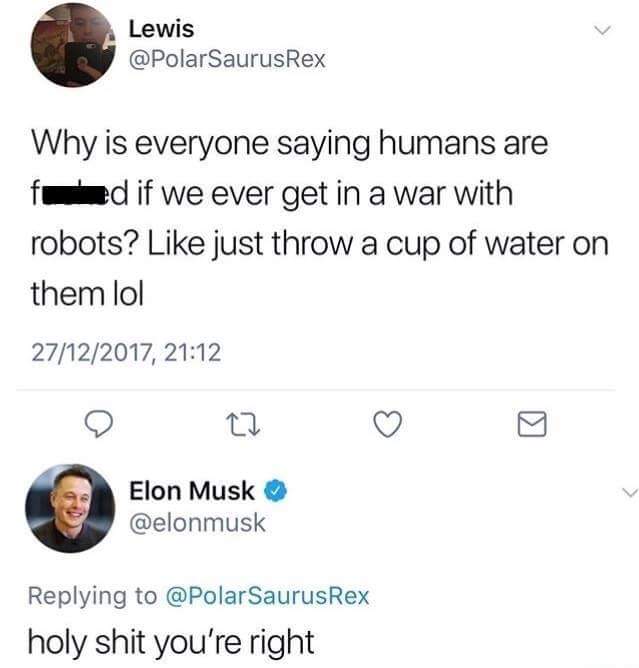 Lewis
@PolarSaurusRex
Why is everyone saying humans are
f ed if we ever get in a war with
robots? Like just throw a cup of water on
them lol
27/12/2017, 21:12
Elon Musk
@elonmusk
Replying to @PolarSaurusRex
holy shit you're right